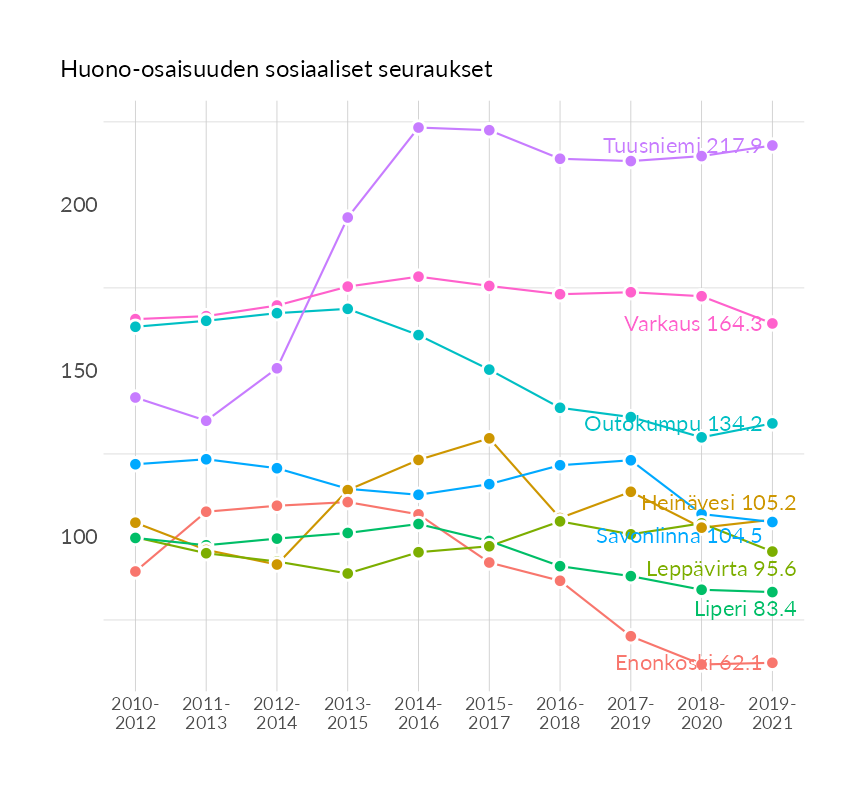 Huono-osaisuuden sosiaaliset seuraukset
Tuusniemi 217.9
200
Varkaus 164.3
150
Outokumpu 134.2
Heinävesi 105.2
Savonlinna 104.5
100
Leppävirta 95.6
Liperi 83.4
Enonkoski 62.1
2010-
2012
2011-
2013
2012-
2014
2013-
2015
2014-
2016
2015-
2017
2016-
2018
2017-
2019
2018-
2020
2019-
2021